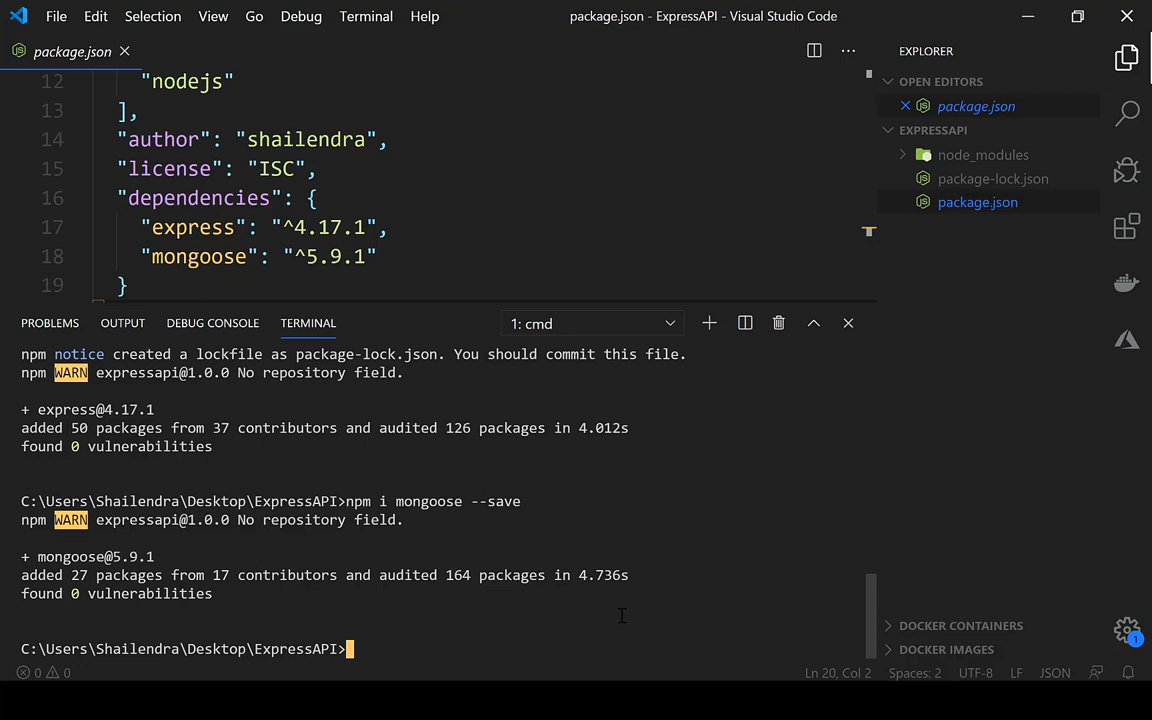 File Edit Selection View Go Debug Terminal Help
package.json - ExpressAPI - Visual Studio Code
package.json
EXPLORER
OPEN EDITORS
package.json
EXPRESSAPI
node_modules
package-lock.json
package.json
12 "nodejs"
13 ],
14 "author": "shailendra",
15 "license": "ISC",
16 "dependencies": {
17 "express": "^4.17.1",
18 "mongoose": "^5.9.1"
19 }
PROBLEMS OUTPUT DEBUG CONSOLE TERMINAL
1: cmd
npm notice created a lockfile as package-lock.json. You should commit this file.
npm WARN expressapi@1.0.0 No repository field.
+ express@4.17.1
added 50 packages from 37 contributors and audited 126 packages in 4.012s
found 0 vulnerabilities
C:\Users\Shailendra\Desktop\ExpressAPI>npm i mongoose --save
npm WARN expressapi@1.0.0 No repository field.
+ mongoose@5.9.1
added 27 packages from 17 contributors and audited 164 packages in 4.736s
found 0 vulnerabilities
C:\Users\Shailendra\Desktop\ExpressAPI>
DOCKER CONTAINERS
DOCKER IMAGES
1
0 0
Ln 20, Col 2 Spaces: 2 UTF-8 LF JSON